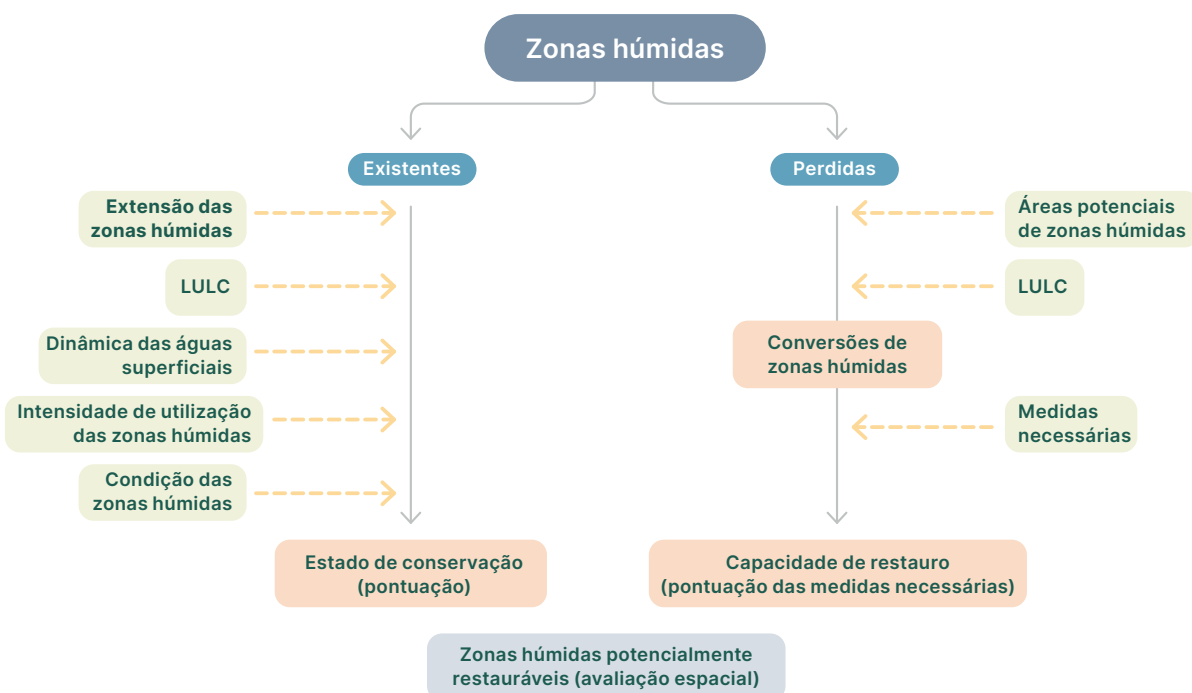 Zonas húmidas
Existentes
Perdidas
Extensão das
zonas húmidas
LULC
Dinâmica das águas
superficiais
Intensidade de utilização
das zonas húmidas
Condição das
zonas húmidas
Áreas potenciais
de zonas húmidas
LULC
Conversões de
zonas húmidas
Medidas
necessárias
Estado de conservação
(pontuação)
Capacidade de restauro
(pontuação das medidas necessárias)
Zonas húmidas potencialmente
restauráveis (avaliação espacial)